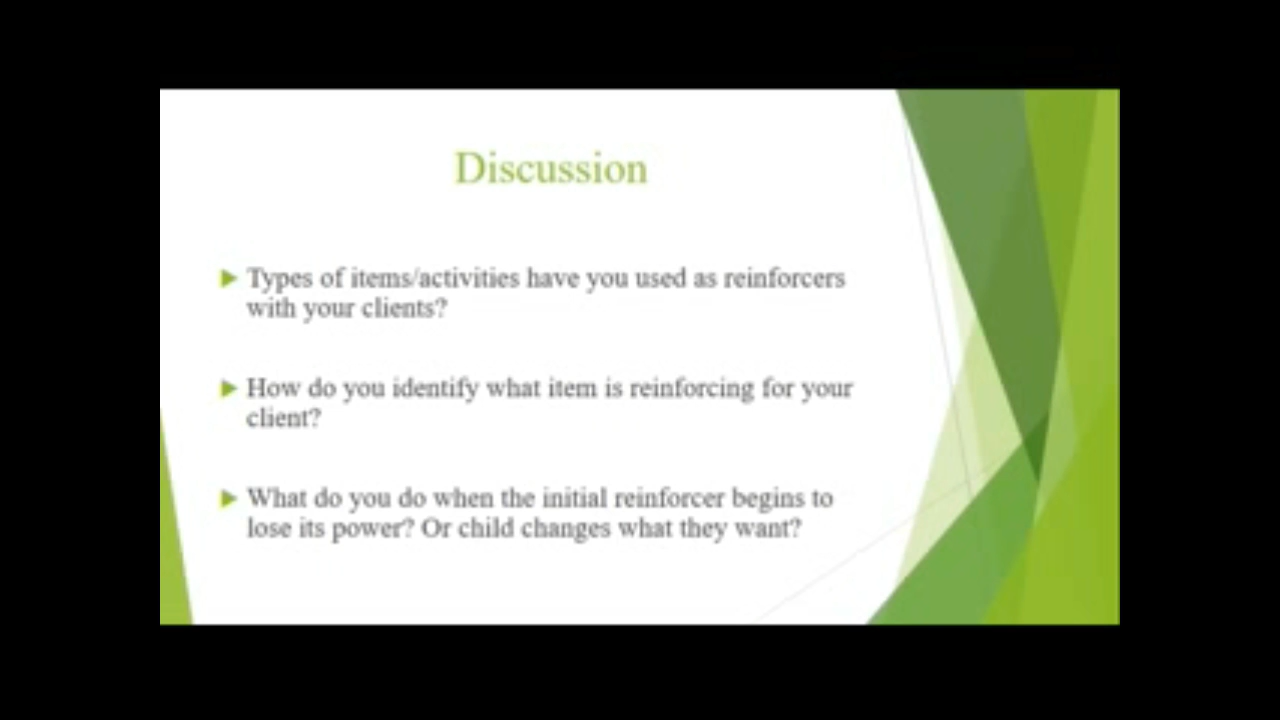 Discussion
Types of items/activities have you used as reinforcers
with your clients?
How do you identify what item is reinforcing for your
client?
What do you do when the initial reinforcer begins to
lose its power? Or child changes what they want?